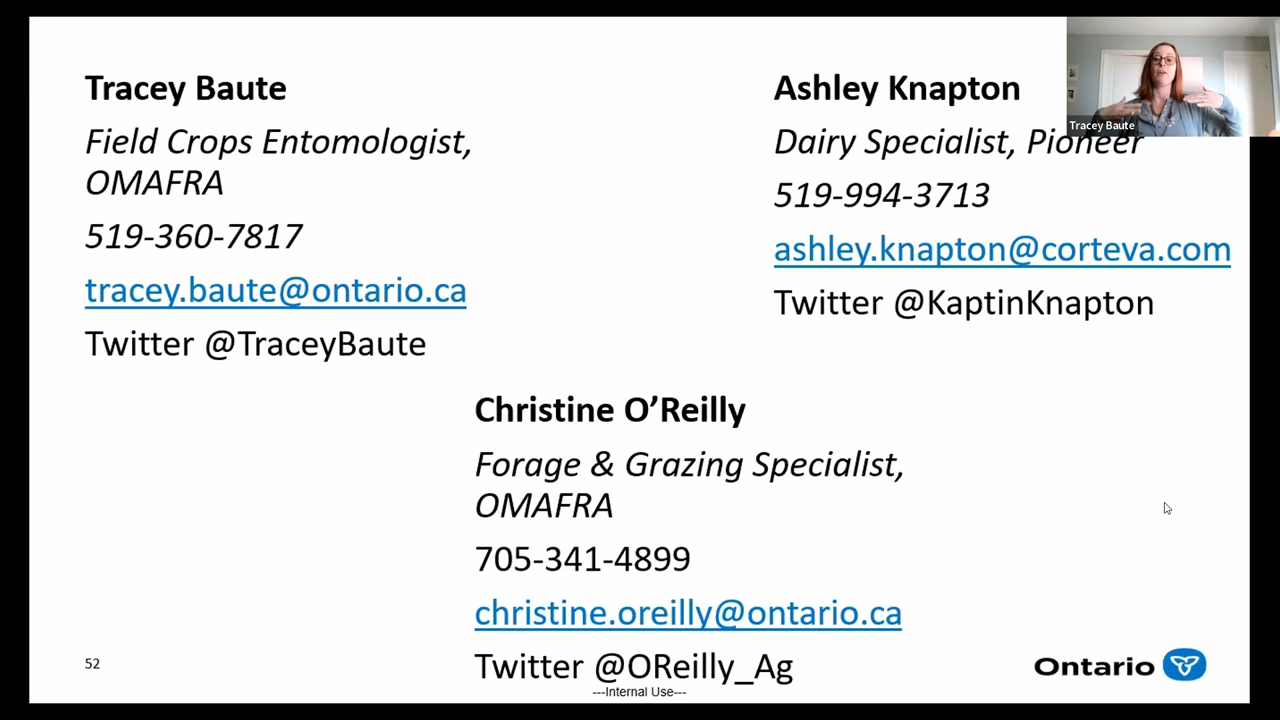 Tracey Baute
Field Crops Entomologist,
OMAFRA
519-360-7817
tracey.baute@ontario.ca
Twitter @TraceyBaute
Ashley Knapton
Dairy Specialist, Pioneer
519-994-3713
ashley.knapton@corteva.com
Twitter @KaptinKnapton
Tracey Baute
Christine O’Reilly
Forage & Grazing Specialist,
OMAFRA
705-341-4899
christine.oreilly@ontario.ca
Twitter @OReilly_Ag
52
---Internal Use---
Ontario